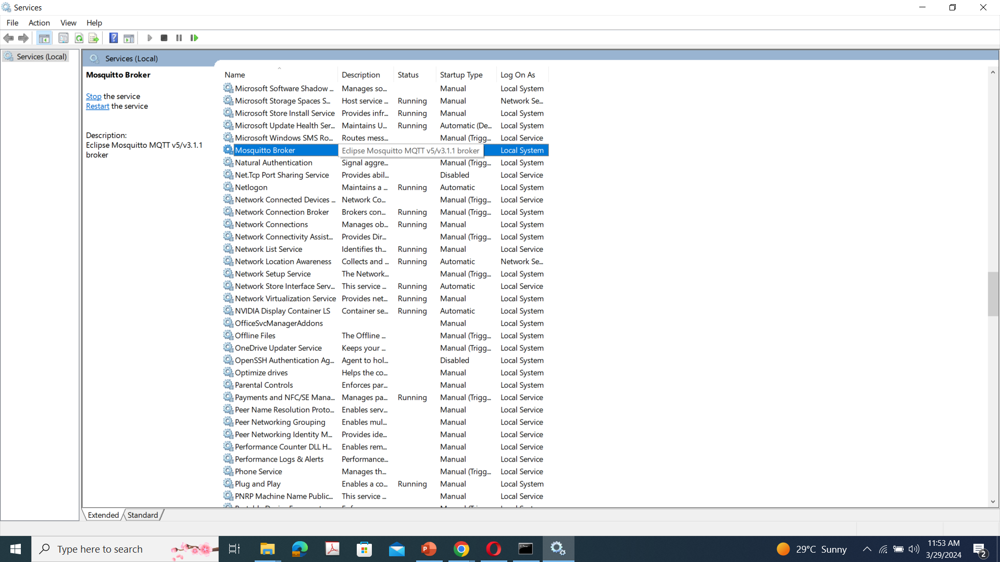 Services
File Action View Help
Services (Local)
Services (Local)
Mosquitto Broker
Stop the service
Restart the service
Description:
Eclipse Mosquitto MQTT v5/v3.1.1
broker
Name Description Status Startup Type Log On As
Microsoft Software Shadow ... Manages so... Manual Local System
Microsoft Storage Spaces S... Host service ... Running Manual Network Se...
Microsoft Store Install Service Provides infr... Running Manual Local System
Microsoft Update Health Ser... Maintains U... Running Automatic (De... Local System
Microsoft Windows SMS Ro... Routes mess... Manual (Trigg... Local Service
Mosquitto Broker Eclipse Mosquitto MQTT v5/v3.1.1 broker Local System
Natural Authentication Signal aggre... Manual (Trigg... Local System
Net.Tcp Port Sharing Service Provides abil... Disabled Local Service
Netlogon Maintains a ... Running Automatic Local System
Network Connected Devices ... Network Co... Manual (Trigg... Local Service
Network Connection Broker Brokers con... Running Manual (Trigg... Local System
Network Connections Manages ob... Running Manual Local System
Network Connectivity Assist... Provides Dir... Manual (Trigg... Local System
Network List Service Identifies th... Running Manual Local Service
Network Location Awareness Collects and ... Running Automatic Network Se...
Network Setup Service The Network... Manual (Trigg... Local System
Network Store Interface Serv... This service ... Running Automatic Local Service
Network Virtualization Service Provides net... Running Manual Local System
NVIDIA Display Container LS Container se... Running Automatic Local System
OfficeSvcManagerAddons Manual Local System
Offline Files The Offline ... Manual (Trigg... Local System
OneDrive Updater Service Keeps your ... Manual (Trigg... Local System
OpenSSH Authentication Ag... Agent to hol... Disabled Local System
Optimize drives Helps the co... Manual Local System
Parental Controls Enforces par... Manual Local System
Payments and NFC/SE Mana... Manages pa... Running Manual (Trigg... Local Service
Peer Name Resolution Proto... Enables serv... Manual Local Service
Peer Networking Grouping Enables mul... Manual Local Service
Peer Networking Identity M... Provides ide... Manual Local Service
Performance Counter DLL H... Enables rem... Manual Local Service
Performance Logs & Alerts Performance... Manual Local Service
Phone Service Manages th... Manual (Trigg... Local Service
Plug and Play Enables a co... Running Manual Local System
PNRP Machine Name Public... This service ... Manual Local Service
Extended Standard
Type here to search
29°C Sunny
11:53 AM
3/29/2024
2